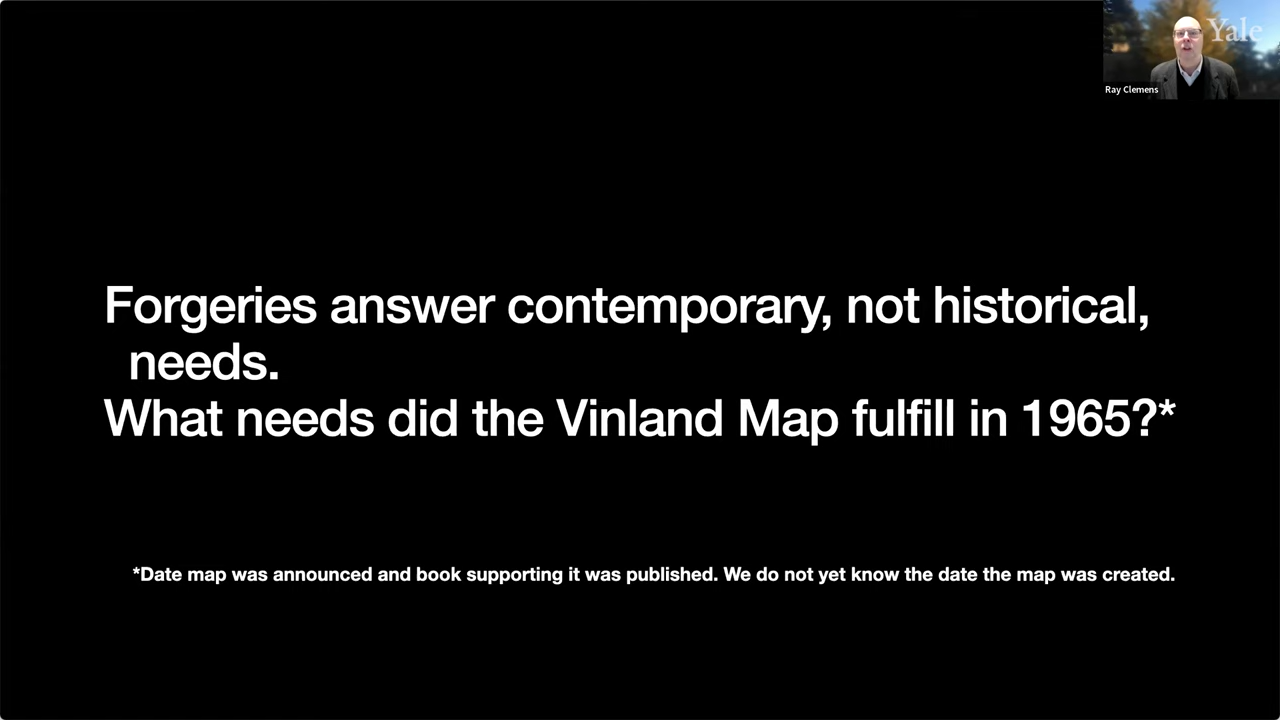 Yale
Ray Clemens
Forgeries answer contemporary, not historical,
needs.
What needs did the Vinland Map fulfill in 1965?*
*Date map was announced and book supporting it was published. We do not yet know the date the map was created.